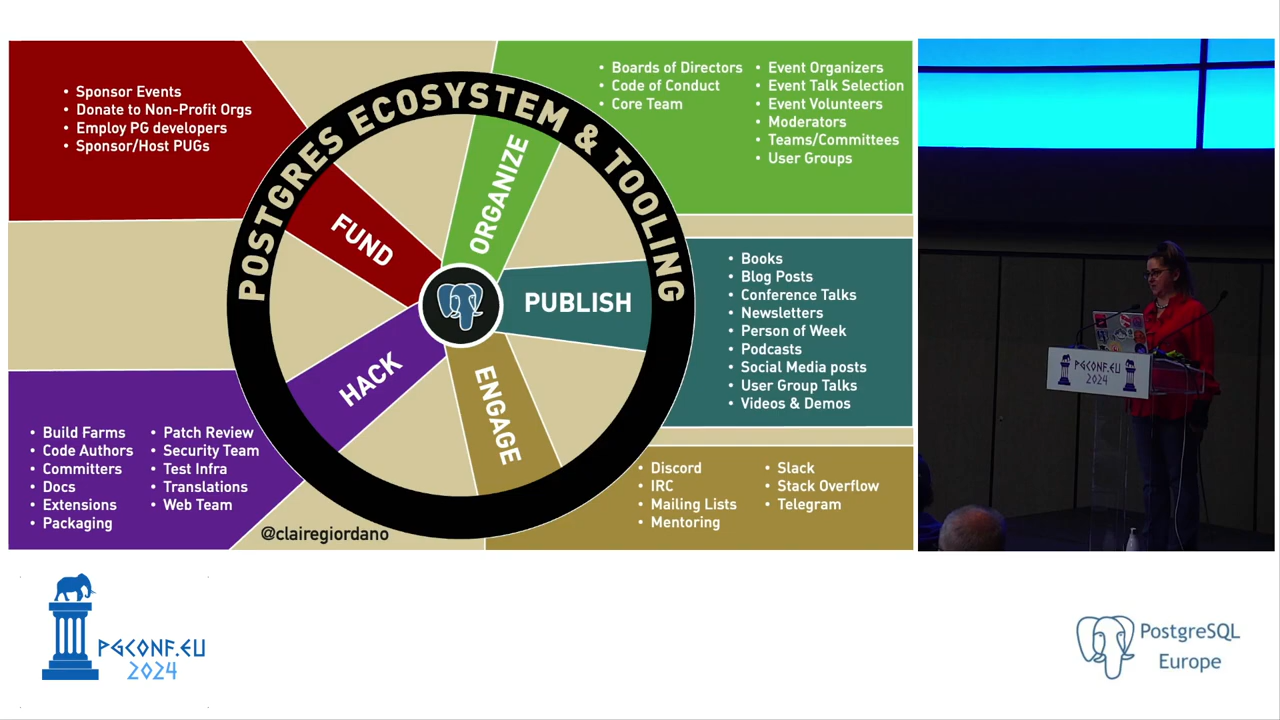 POSTGRES ECOSYSTEM & TOOLING
FUND
• Sponsor Events
• Donate to Non-Profit Orgs
• Employ PG developers
• Sponsor/Host PUGs
ORGANIZE
• Boards of Directors
• Code of Conduct
• Core Team
• Event Organizers
• Event Talk Selection
• Event Volunteers
• Moderators
• Teams/Committees
• User Groups
PUBLISH
• Books
• Blog Posts
• Conference Talks
• Newsletters
• Person of Week
• Podcasts
• Social Media posts
• User Group Talks
• Videos & Demos
HACK
• Build Farms
• Code Authors
• Committers
• Docs
• Extensions
• Packaging
• Patch Review
• Security Team
• Test Infra
• Translations
• Web Team
ENGAGE
• Discord
• IRC
• Mailing Lists
• Mentoring
• Slack
• Stack Overflow
• Telegram
@clairegiordano
PGCONF.EU
2024
PGCONF.EU
2024
PostgreSQL
Europe